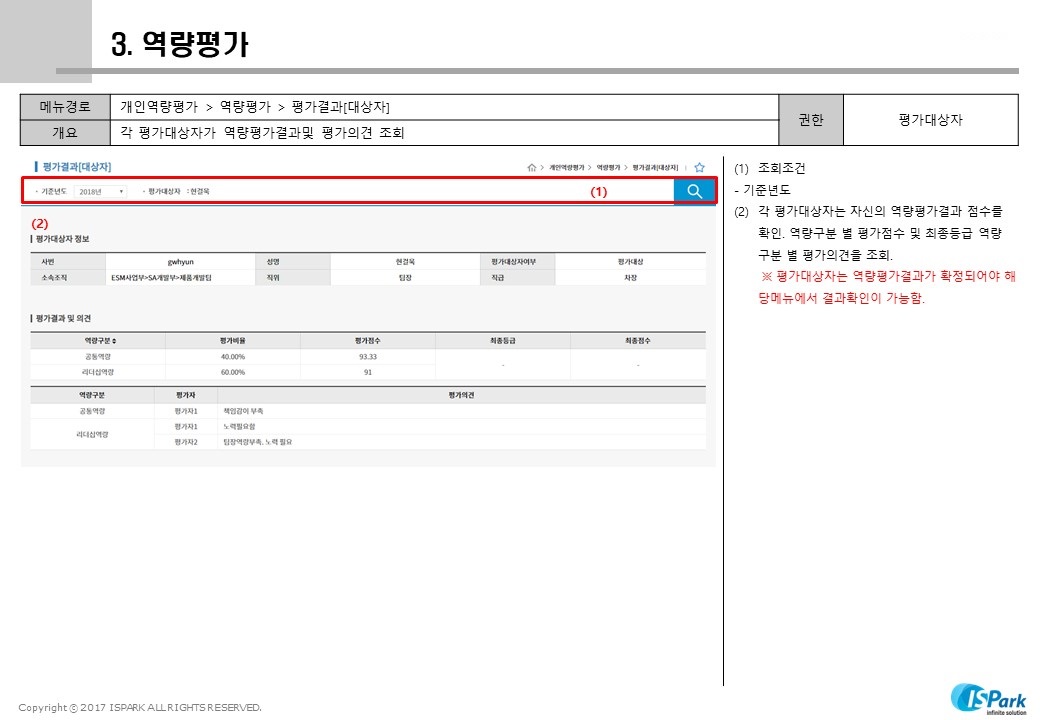 3. 역량평가
메뉴경로 개인역량평가 > 역량평가 > 평가결과[대상자] 권한 평가대상자
개요 각 평가대상자가 역량평가결과및 평가의견 조회
평가결과[대상자] 개인역량평가 > 역량평가 > 평가결과[대상자]
· 기준년도 2018년 · 평가대상자 : 현걸욱 (1)
(2)
평가대상자 정보
사번 gwhyun 성명 현걸욱 평가대상자여부 평가대상
소속조직 ESM사업부>SA개발부>제품개발팀 직위 팀장 직급 차장
평가결과 및 의견
역량구분 평가비율 평가점수 최종등급 최종점수
공통역량 40.00% 93.33 - -
리더십역량 60.00% 91
역량구분 평가자 평가의견
공통역량 평가자1 책임감이 부족
리더십역량 평가자1 노력필요함
평가자2 팀장역량부족. 노력 필요
(1) 조회조건
- 기준년도
(2) 각 평가대상자는 자신의 역량평가결과 점수를
확인. 역량구분 별 평가점수 및 최종등급 역량
구분 별 평가의견을 조회.
※ 평가대상자는 역량평가결과가 확정되어야 해
당메뉴에서 결과확인이 가능함.
Copyright ⓒ 2017 ISPARK ALL RIGHTS RESERVED.
ISPark
infinite solution